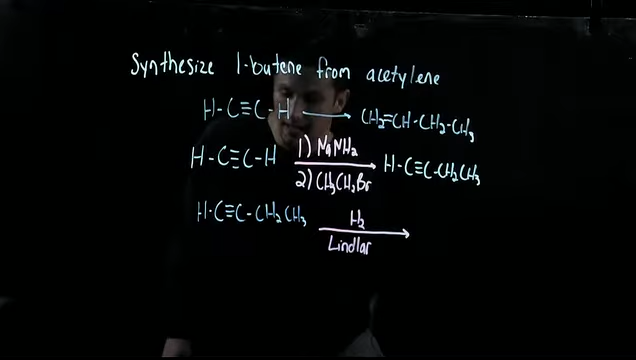 Synthesize 1-butene from acetylene
H-C≡C-H → CH₂=CH-CH₂-CH₃
H-C≡C-H 1) NaNH₂ 2) CH₃CH₂Br → H-C≡C-CH₂CH₃
H-C≡C-CH₂CH₃ H₂ Lindlar →